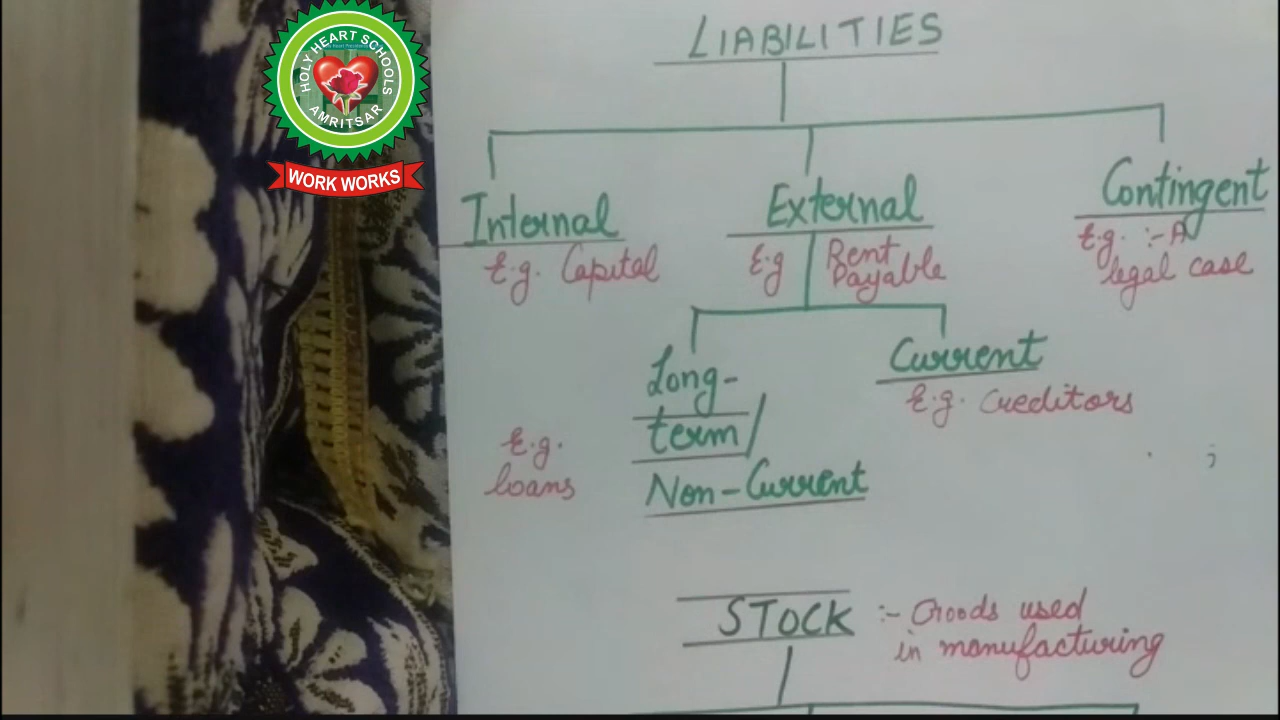 HOLY HEART SCHOOLS
AMRITSAR
WORK WORKS
LIABILITIES
Internal
E.g. Capital
External
E.g Rent
Payable
Contingent
E.g. :- A
legal case
Long-
term/
Non-Current
E.g.
loans
Current
E.g. Creditors
STOCK :- Goods used
in manufacturing